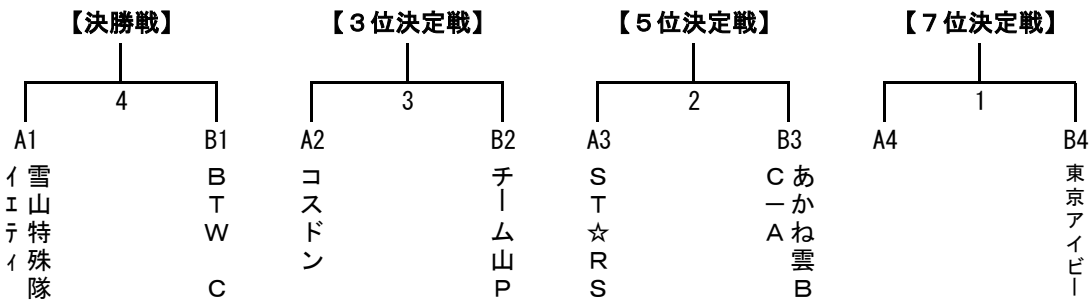 【決勝戦】
【３位決定戦】
【５位決定戦】
【７位決定戦】
4
3
2
1
A1
B1
A2
B2
A3
B3
A4
B4
雪山特殊隊
ｲｴﾃｨ
ＢＴＷ　Ｃ
コスドン
チーム山Ｐ
ＳＴ☆ＲＳ
あかね雲Ｂ
Ｃ－Ａ
東京アイビー